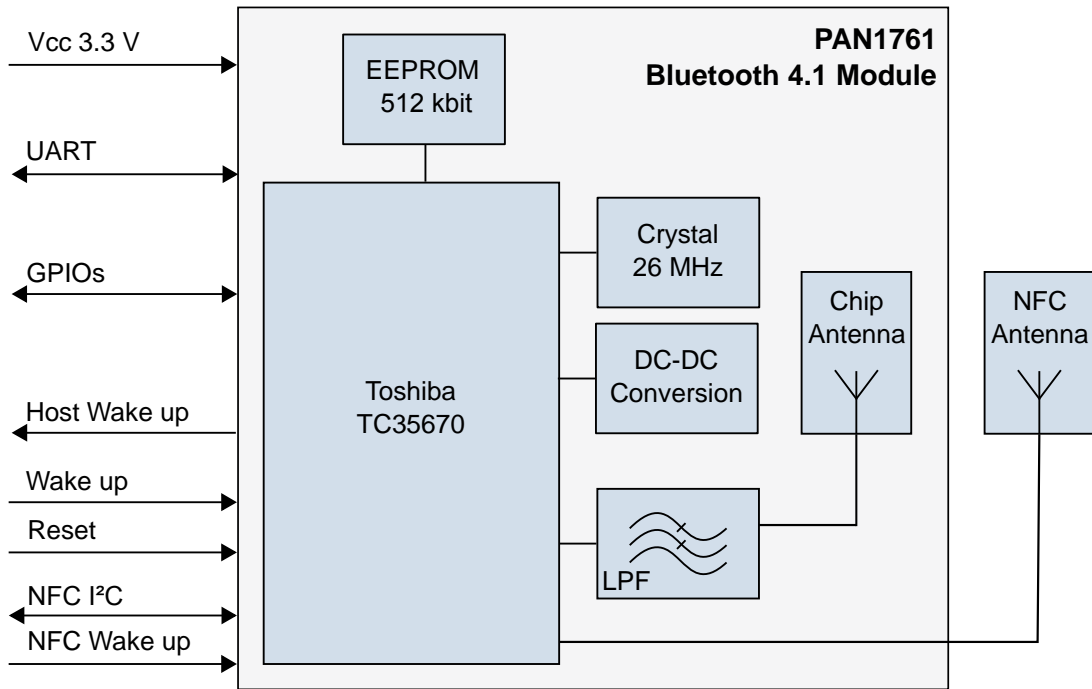 Vcc 3.3 V
UART
GPIOs
Host Wake up
Wake up
Reset
NFC I²C
NFC Wake up
PAN1761
Bluetooth 4.1 Module
EEPROM
512 kbit
Toshiba
TC35670
Crystal
26 MHz
DC-DC
Conversion
LPF
Chip
Antenna
NFC
Antenna